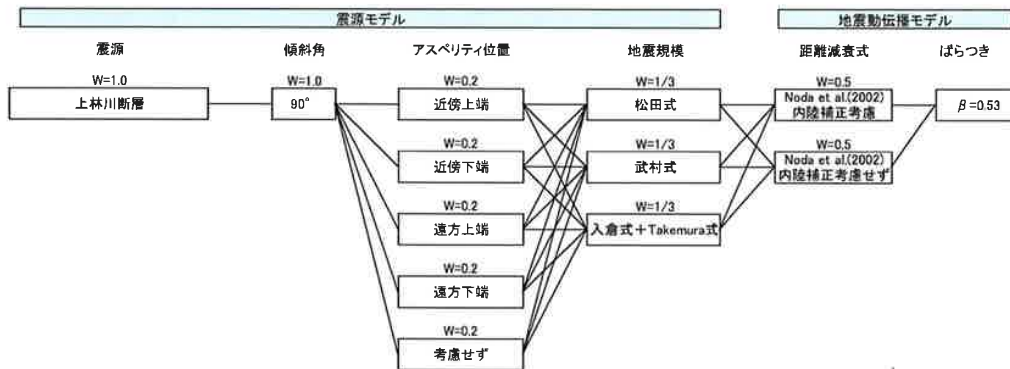 震源モデル
地震動伝播モデル
震源
傾斜角
アスペリティ位置
地震規模
距離減衰式
ばらつき
W=1.0
上林川断層
W=1.0
90°
W=0.2
近傍上端
W=0.2
近傍下端
W=0.2
遠方上端
W=0.2
遠方下端
W=0.2
考慮せず
W=1/3
松田式
W=1/3
武村式
W=1/3
入倉式+Takemura式
W=0.5
Noda et al.(2002)
内陸補正考慮
W=0.5
Noda et al.(2002)
内陸補正考慮せず
β=0.53